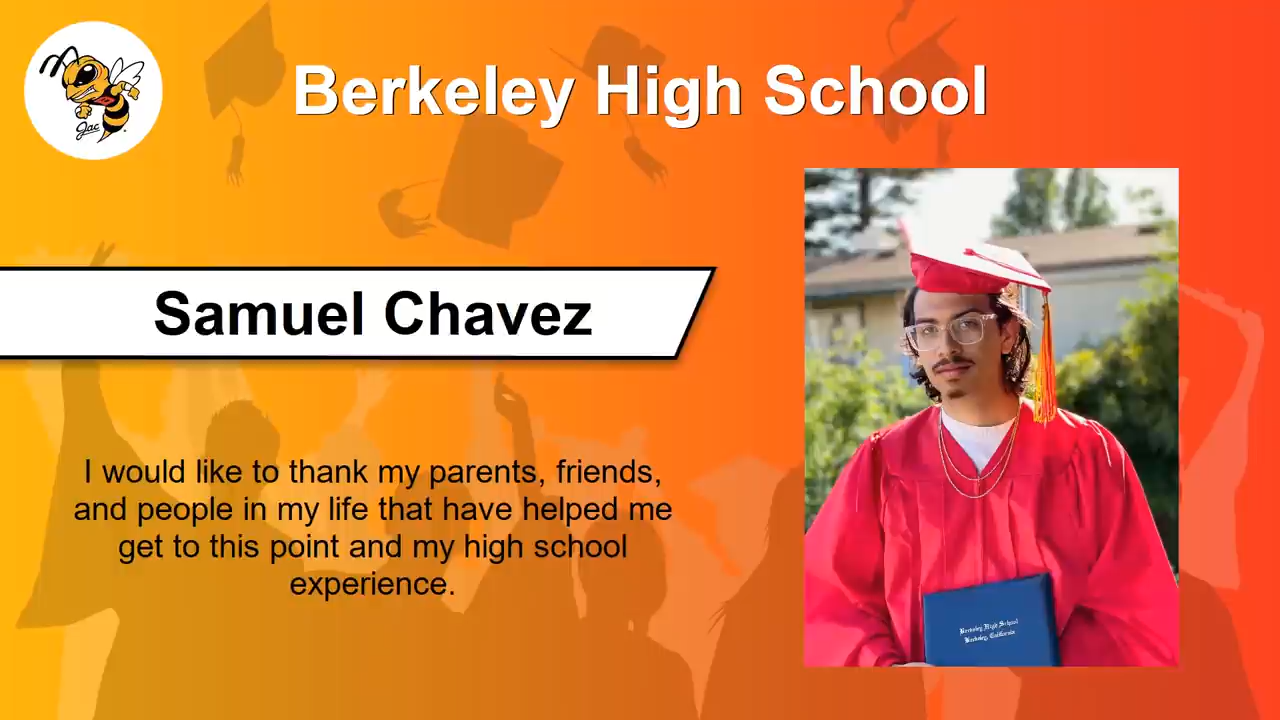 Jac
Berkeley High School
Samuel Chavez
I would like to thank my parents, friends,
and people in my life that have helped me
get to this point and my high school
experience.
Berkeley High School
Berkeley, California